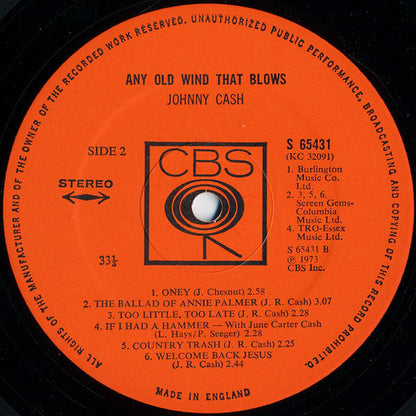 ALL RIGHTS OF THE MANUFACTURER AND OF THE OWNER OF THE RECORDED WORK RESERVED. UNAUTHORIZED PUBLIC PERFORMANCE, BROADCASTING AND COPYING OF THIS RECORD PROHIBITED.
ANY OLD WIND THAT BLOWS
JOHNNY CASH
SIDE 2
STEREO
33⅓
CBS
S 65431
(KC 32091)
1. Burlington
Music Co.
Ltd.
2, 3, 5, 6.
Screen Gems-
Columbia
Music Ltd.
4. TRO-Essex
Music Ltd.
S 65431 B
℗ 1973
CBS Inc.
1. ONEY (J. Chesnut) 2.58
2. THE BALLAD OF ANNIE PALMER (J. R. Cash) 3.07
3. TOO LITTLE, TOO LATE (J. R. Cash) 2.28
4. IF I HAD A HAMMER — With June Carter Cash
(L. Hays/P. Seeger) 2.28
5. COUNTRY TRASH (J. R. Cash) 2.25
6. WELCOME BACK JESUS
(J. R. Cash) 2.44
MADE IN ENGLAND